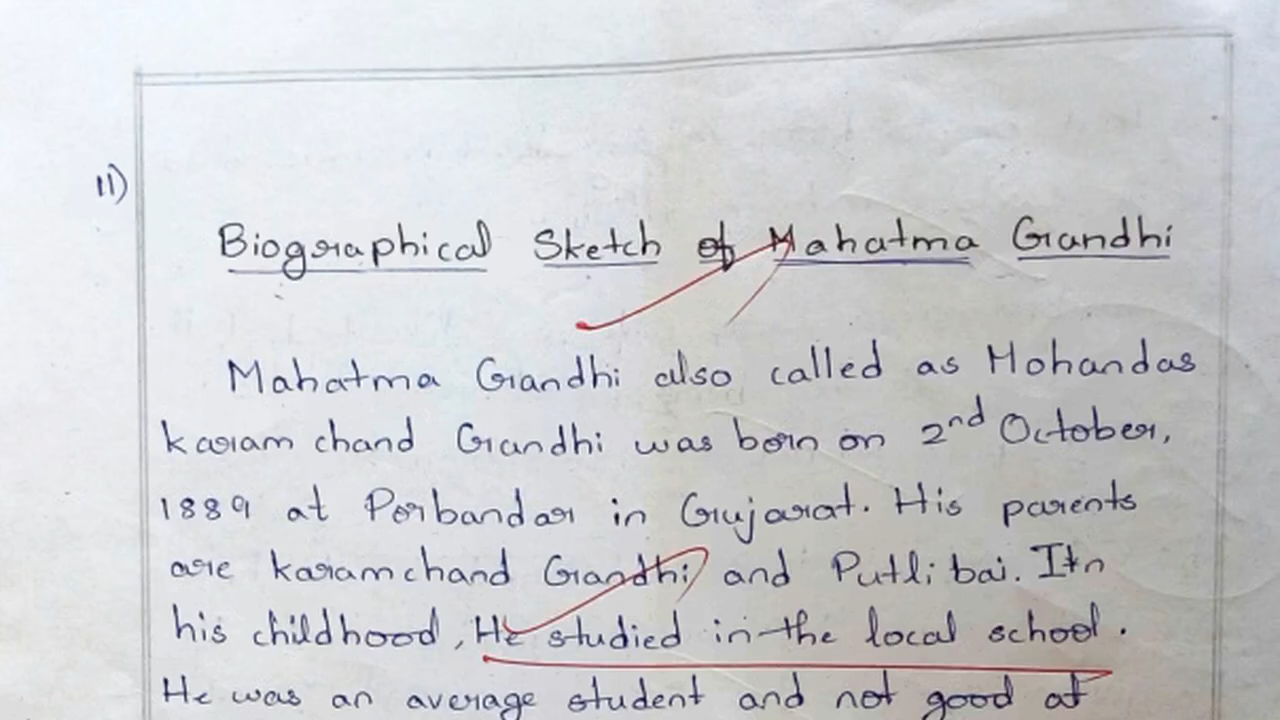 11)
Biographical Sketch of Mahatma Gandhi
Mahatma Gandhi also called as Mohandas
karam chand Gandhi was born on 2nd October,
1889 at Porbandar in Gujarat. His parents
are karamchand Gandhi and Putli bai. Itn
his childhood, He studied in the local school.
He was an average student and not good at